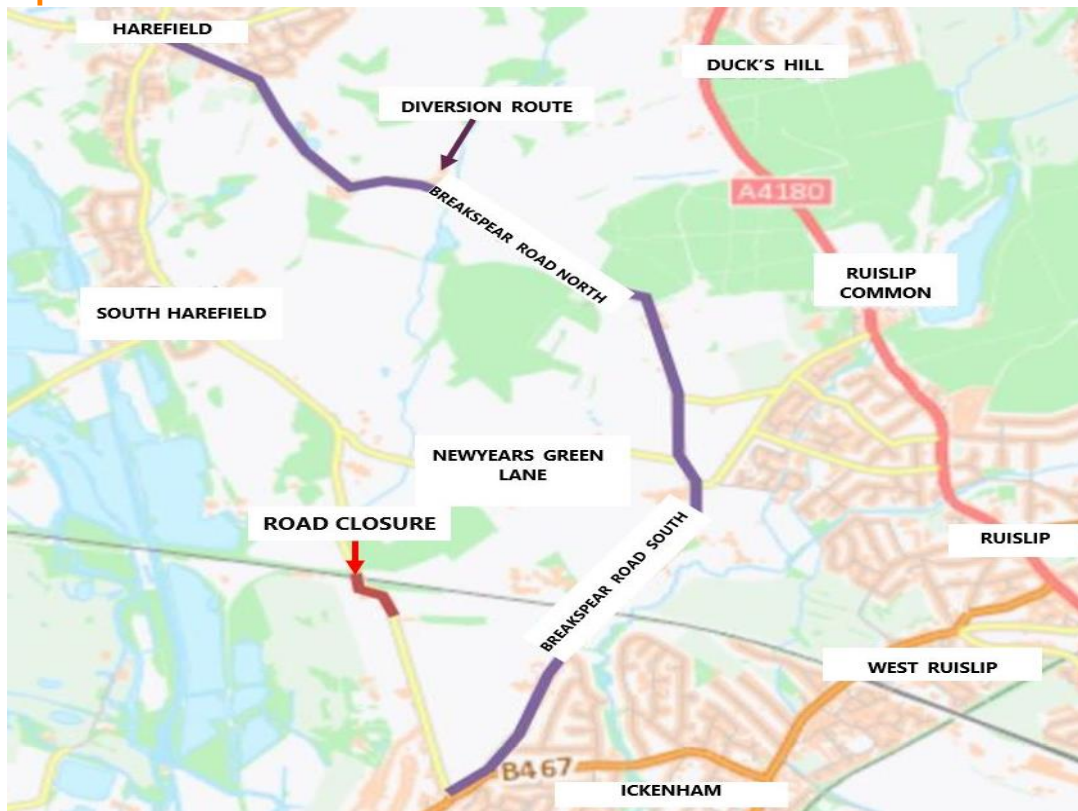 HAREFIELD
DUCK'S HILL
DIVERSION ROUTE
A4180
BREAKSPEAR ROAD NORTH
RUISLIP
COMMON
SOUTH HAREFIELD
NEWYEARS GREEN
LANE
ROAD CLOSURE
BREAKSPEAR ROAD SOUTH
RUISLIP
WEST RUISLIP
B467
ICKENHAM